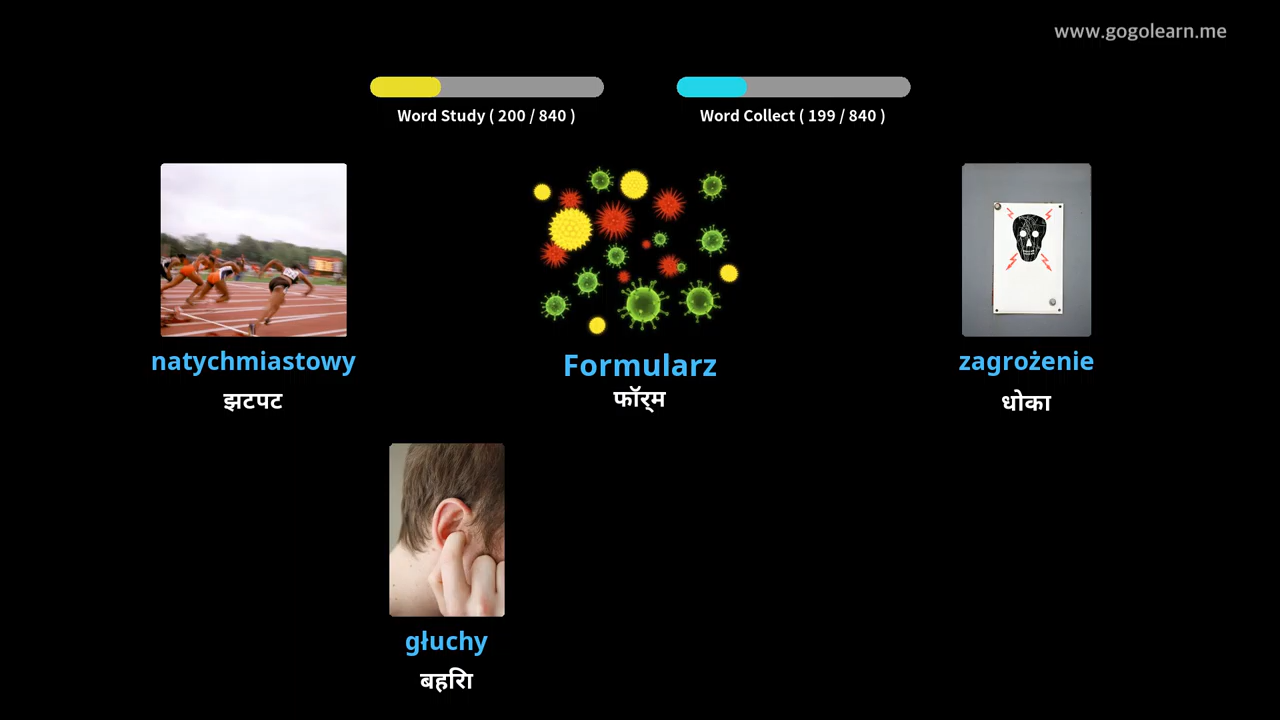 www.gogolearn.me
Word Study ( 200 / 840 )
Word Collect ( 199 / 840 )
natychmiastowy
झटपट
Formularz
फॉर्‌म
zagrożenie
धोका
głuchy
बहिरा